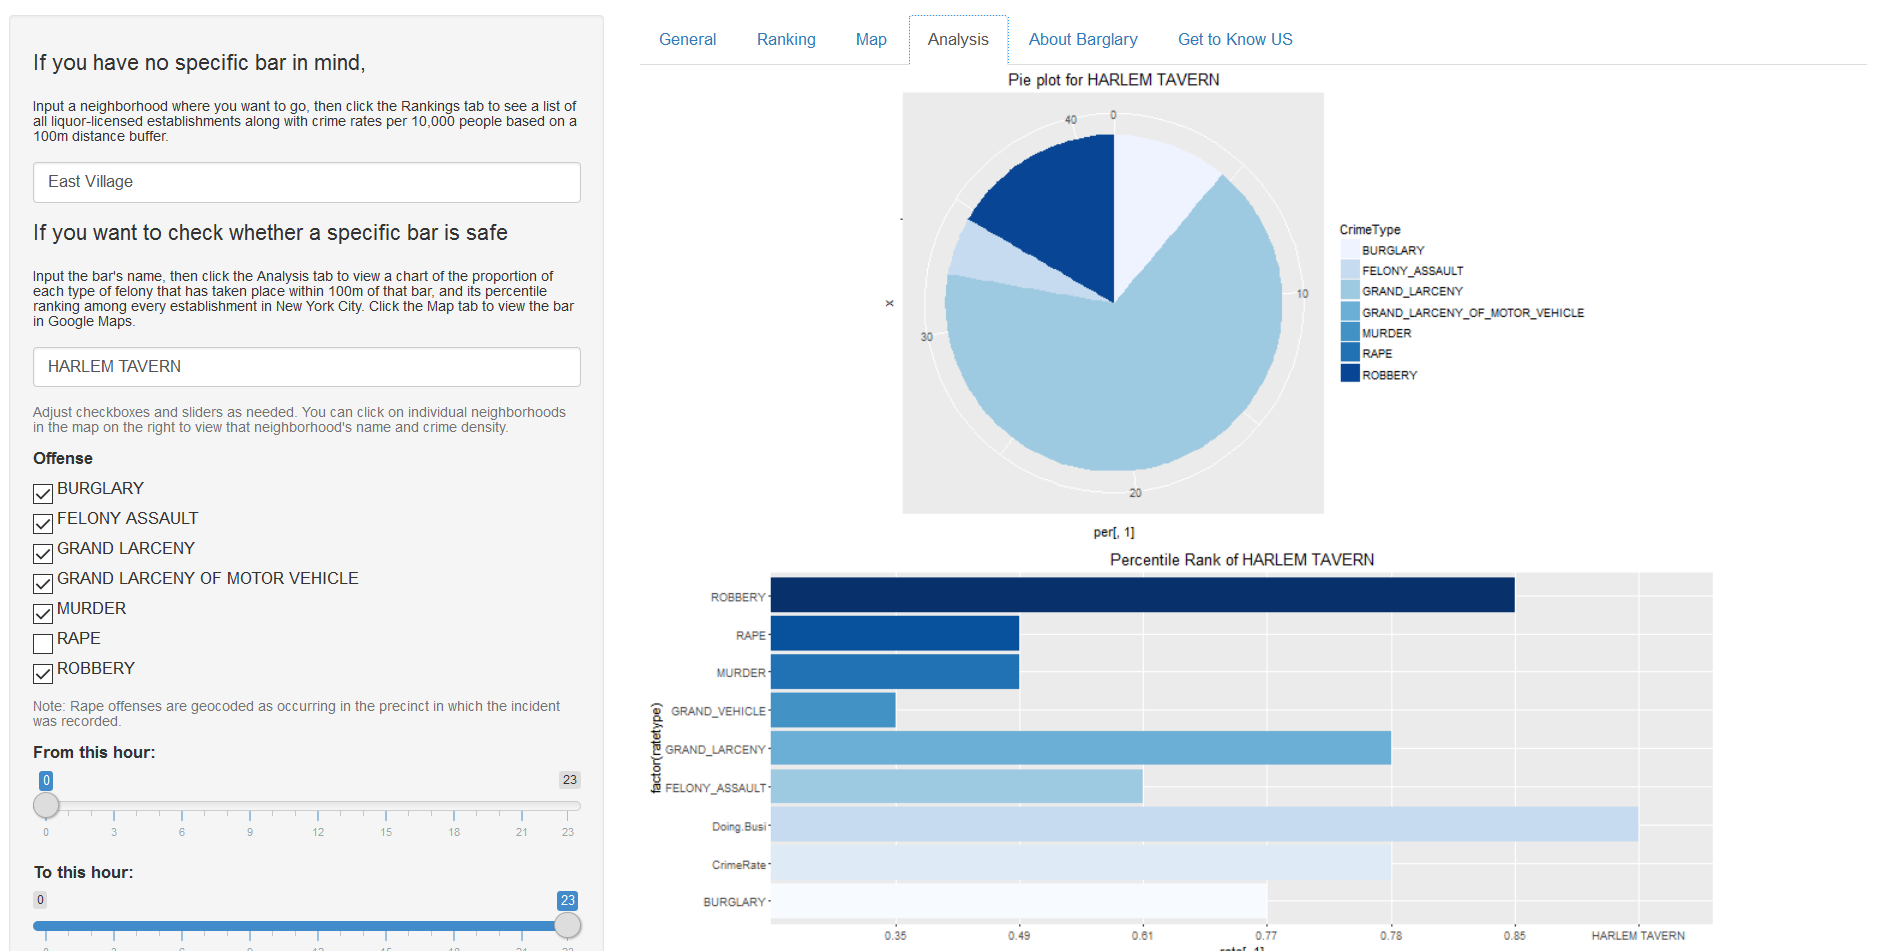 If you have no specific bar in mind,
Input a neighborhood where you want to go, then click the Rankings tab to see a list of
all liquor-licensed establishments along with crime rates per 10,000 people based on a
100m distance buffer.
East Village
If you want to check whether a specific bar is safe
Input the bar's name, then click the Analysis tab to view a chart of the proportion of
each type of felony that has taken place within 100m of that bar, and its percentile
ranking among every establishment in New York City. Click the Map tab to view the bar
in Google Maps.
HARLEM TAVERN
Adjust checkboxes and sliders as needed. You can click on individual neighborhoods
in the map on the right to view that neighborhood's name and crime density.
Offense
BURGLARY
FELONY ASSAULT
GRAND LARCENY
GRAND LARCENY OF MOTOR VEHICLE
MURDER
RAPE
ROBBERY
Note: Rape offenses are geocoded as occurring in the precinct in which the incident
was recorded.
From this hour:
0 23
0 3 6 9 12 15 18 21 23
To this hour:
0 23
General Ranking Map Analysis About Barglary Get to Know US
Pie plot for HARLEM TAVERN
40 0
10
x
30
20
per[, 1]
CrimeType
BURGLARY
FELONY_ASSAULT
GRAND_LARCENY
GRAND_LARCENY_OF_MOTOR_VEHICLE
MURDER
RAPE
ROBBERY
Percentile Rank of HARLEM TAVERN
factor(ratetype)
ROBBERY
RAPE
MURDER
GRAND_VEHICLE
GRAND_LARCENY
FELONY_ASSAULT
Doing.Busi
CrimeRate
BURGLARY
0.35 0.49 0.61 0.77 0.78 0.85 HARLEM TAVERN